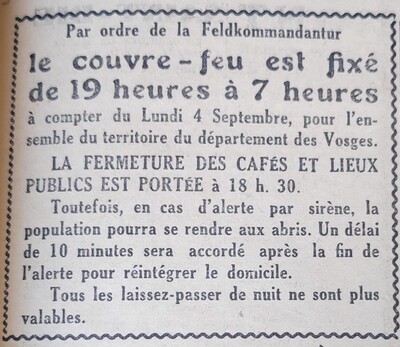 Par ordre de la Feldkommandantur
le couvre-feu est fixé
de 19 heures à 7 heures
à compter du Lundi 4 Septembre, pour l'en-
semble du territoire du département des Vosges.
LA FERMETURE DES CAFÉS ET LIEUX
PUBLICS EST PORTÉE à 18 h. 30.
Toutefois, en cas d'alerte par sirène, la
population pourra se rendre aux abris. Un délai
de 10 minutes sera accordé après la fin de
l'alerte pour réintégrer le domicile.
Tous les laissez-passer de nuit ne sont plus
valables.